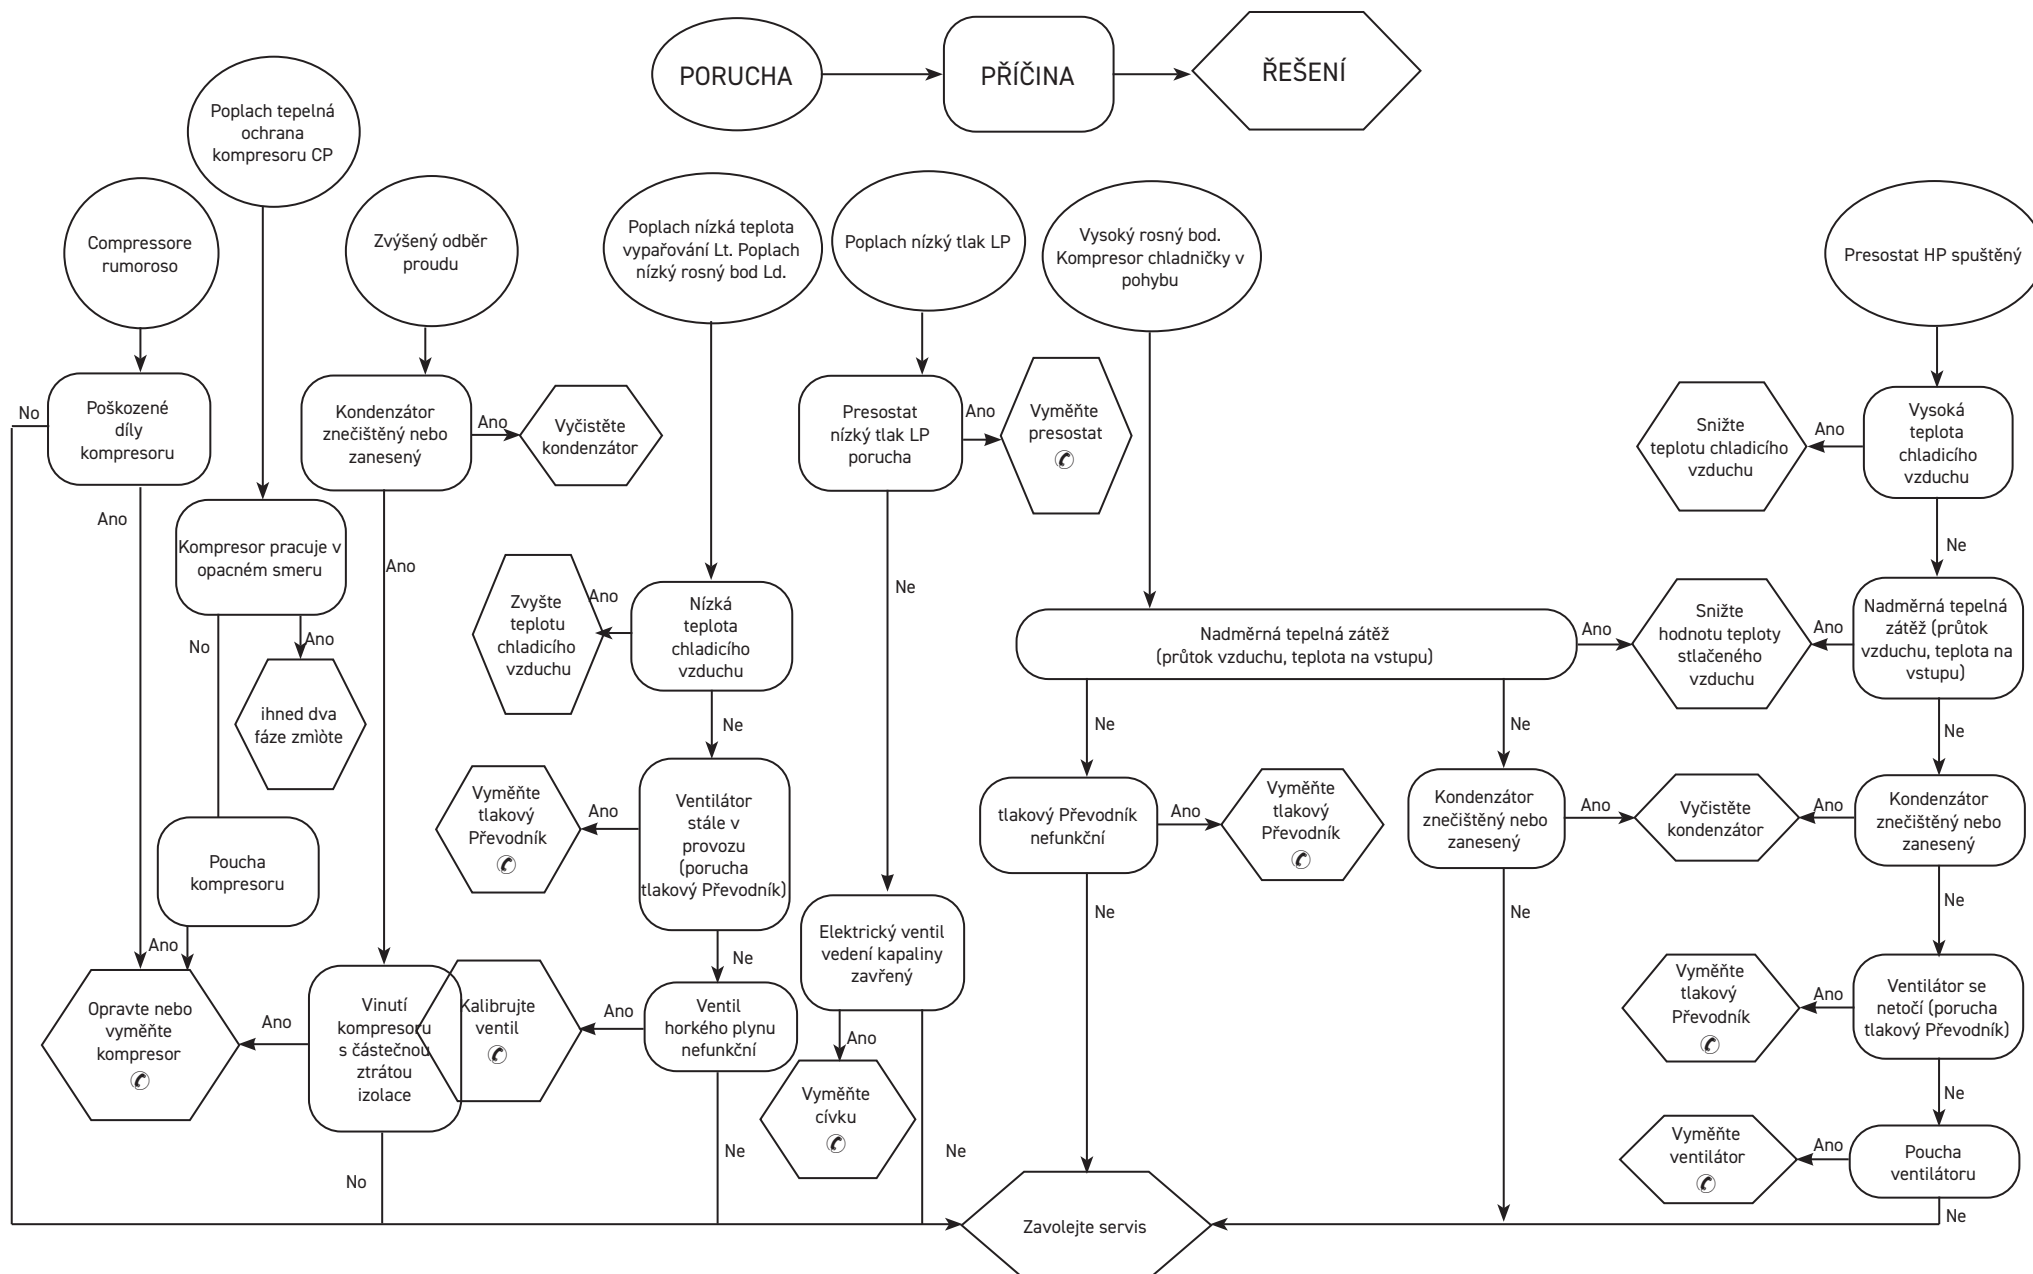 PORUCHA
PŘÍČINA
ŘEŠENÍ
Poplach tepelná
ochrana
kompresoru CP
Compressore
rumoroso
Zvýšený odběr
proudu
Poplach nízká teplota
vypařování Lt. Poplach
nízký rosný bod Ld.
Poplach nízký tlak LP
Vysoký rosný bod.
Kompresor chladničky v
pohybu
Presostat HP spuštěný
No
Poškozené
díly
kompresoru
Kondenzátor
znečištěný nebo
zanesený
Ano
Vyčistěte
kondenzátor
Presostat
nízký tlak LP
porucha
Ano
Vyměňte
presostat
✆
Snižte
teplotu chladicího
vzduchu
Ano
Vysoká
teplota
chladicího
vzduchu
Ano
Kompresor pracuje v
opacném smeru
Ano
Ne
Ne
Zvyšte
teplotu
chladicího
vzduchu
Ano
Nízká
teplota
chladicího
vzduchu
Nadměrná tepelná zátěž
(průtok vzduchu, teplota na vstupu)
Ano
Snižte
hodnotu teploty
stlačeného
vzduchu
Ano
Nadměrná tepelná
zátěž (průtok
vzduchu, teplota na
vstupu)
No
Ano
ihned dva
fáze zmìòte
Ne
Ne
Ne
Ne
Vyměňte
tlakový
Převodník
✆
Ano
Ventilátor
stále v
provozu
(porucha
tlakový Převodník)
tlakový Převodník
nefunkční
Ano
Vyměňte
tlakový
Převodník
✆
Kondenzátor
znečištěný nebo
zanesený
Ano
Vyčistěte
kondenzátor
Ano
Kondenzátor
znečištěný nebo
zanesený
Poucha
kompresoru
Ne
Ne
Ne
Ano
Ne
Elektrický ventil
vedení kapaliny
zavřený
Opravte nebo
vyměňte
kompresor
✆
Ano
Vinutí
kompresoru
s částečnou
ztrátou
izolace
Kalibrujte
ventil
✆
Ano
Ventil
horkého plynu
nefunkční
Vyměňte
tlakový
Převodník
✆
Ano
Ventilátor se
netočí (porucha
tlakový Převodník)
Ano
Vyměňte
cívku
✆
Ne
Vyměňte
ventilátor
✆
Ano
Poucha
ventilátoru
Ne
Ne
No
Ne
Zavolejte servis